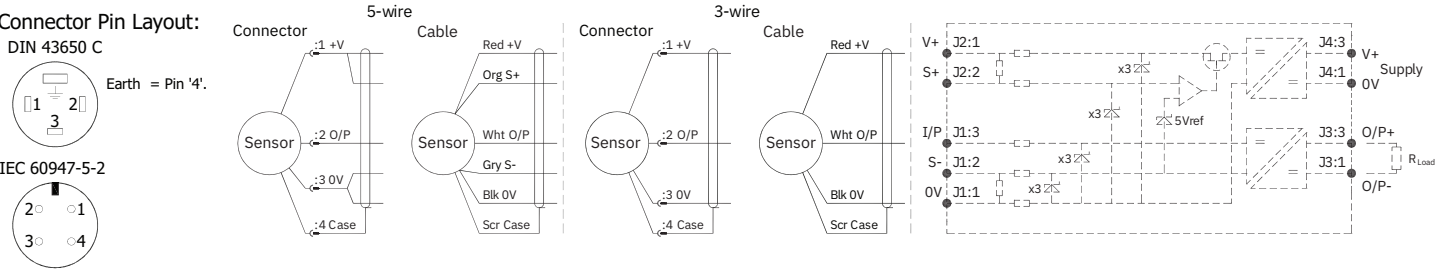 Connector Pin Layout:
DIN 43650 C
1 2
3
Earth = Pin '4'.
IEC 60947-5-2
2 1
3 4
5-wire
Connector
Sensor
:1 +V
:2 O/P
:3 0V
:4 Case
Cable
Sensor
Red +V
Org S+
Wht O/P
Gry S-
Blk 0V
Scr Case
3-wire
Connector
Sensor
:1 +V
:2 O/P
:3 0V
:4 Case
Cable
Sensor
Red +V
Wht O/P
Blk 0V
Scr Case
V+ J2:1
S+ J2:2
I/P J1:3
S- J1:2
0V J1:1
x3
x3
5Vref
x3
x3
J4:3 V+
Supply
J4:1 0V
J3:3 O/P+
RLoad
J3:1 O/P-